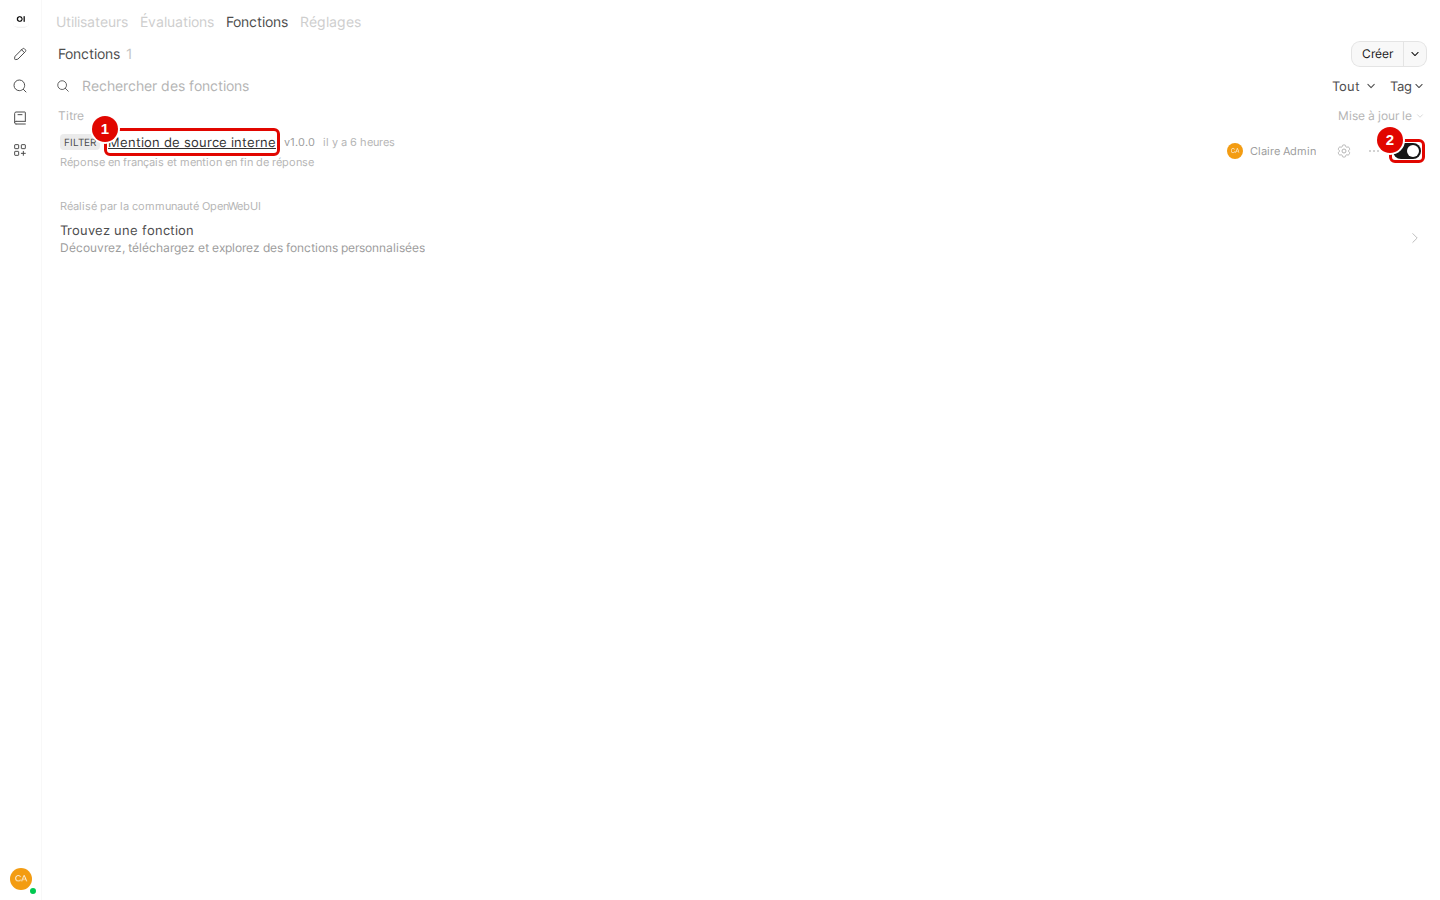 OI
Utilisateurs Évaluations Fonctions Réglages
Fonctions 1
Créer
Rechercher des fonctions
Tout Tag
Titre
Mise à jour le
1
2
FILTER Mention de source interne v1.0.0 il y a 6 heures
CA Claire Admin
Réponse en français et mention en fin de réponse
Réalisé par la communauté OpenWebUI
Trouvez une fonction
Découvrez, téléchargez et explorez des fonctions personnalisées
CA